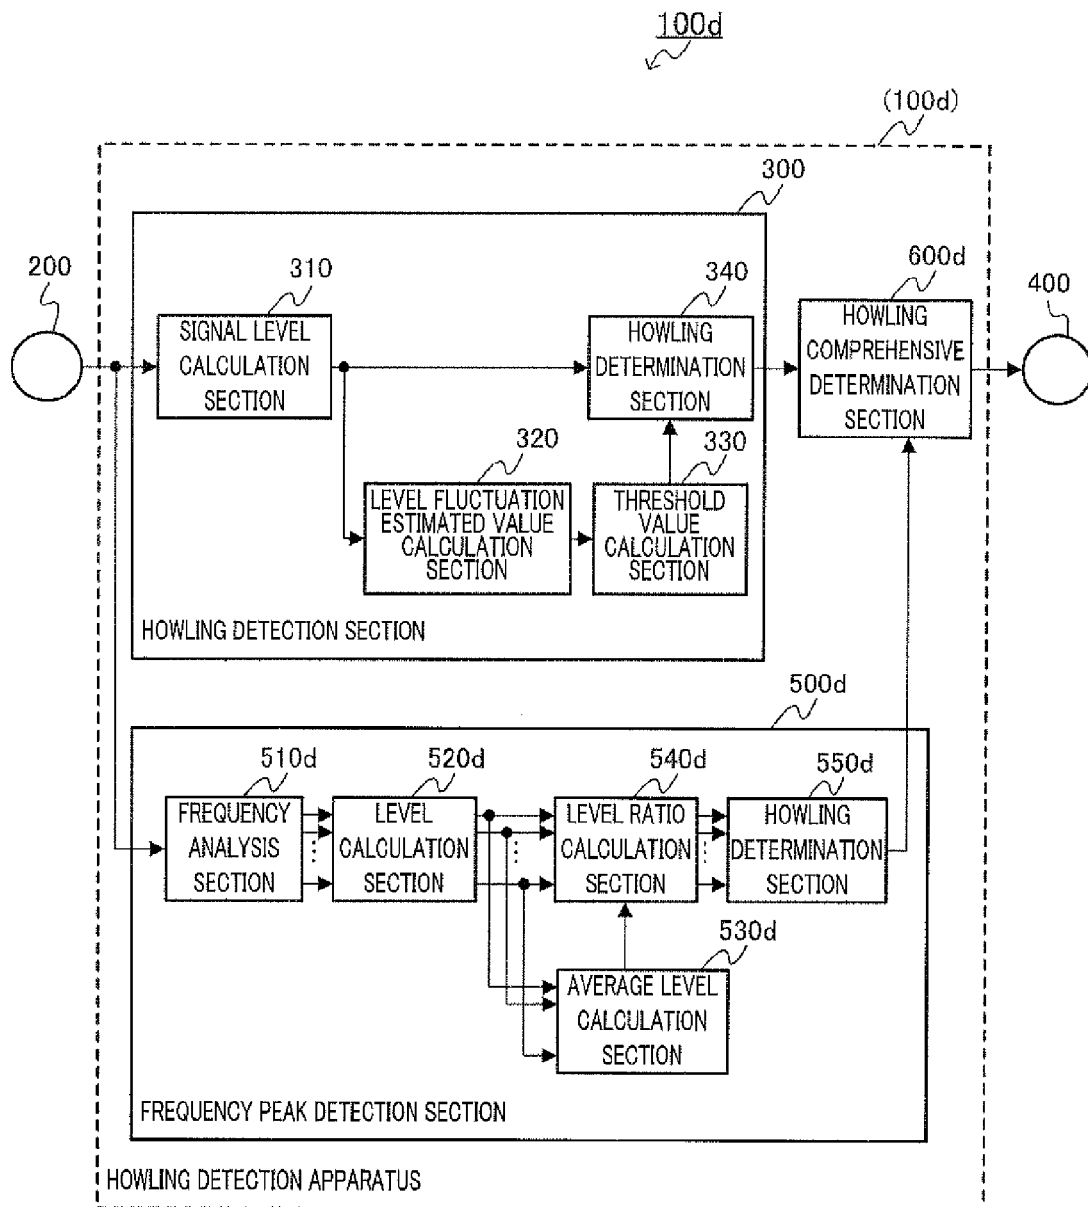 100d
(100d)
300
200
310
340
600d
400
SIGNAL LEVEL
CALCULATION
SECTION
HOWLING
DETERMINATION
SECTION
HOWLING
COMPREHENSIVE
DETERMINATION
SECTION
320
330
LEVEL FLUCTUATION
ESTIMATED VALUE
CALCULATION
SECTION
THRESHOLD
VALUE
CALCULATION
SECTION
HOWLING DETECTION SECTION
500d
510d
520d
540d
550d
FREQUENCY
ANALYSIS
SECTION
LEVEL
CALCULATION
SECTION
LEVEL RATIO
CALCULATION
SECTION
HOWLING
DETERMINATION
SECTION
530d
AVERAGE LEVEL
CALCULATION
SECTION
FREQUENCY PEAK DETECTION SECTION
HOWLING DETECTION APPARATUS